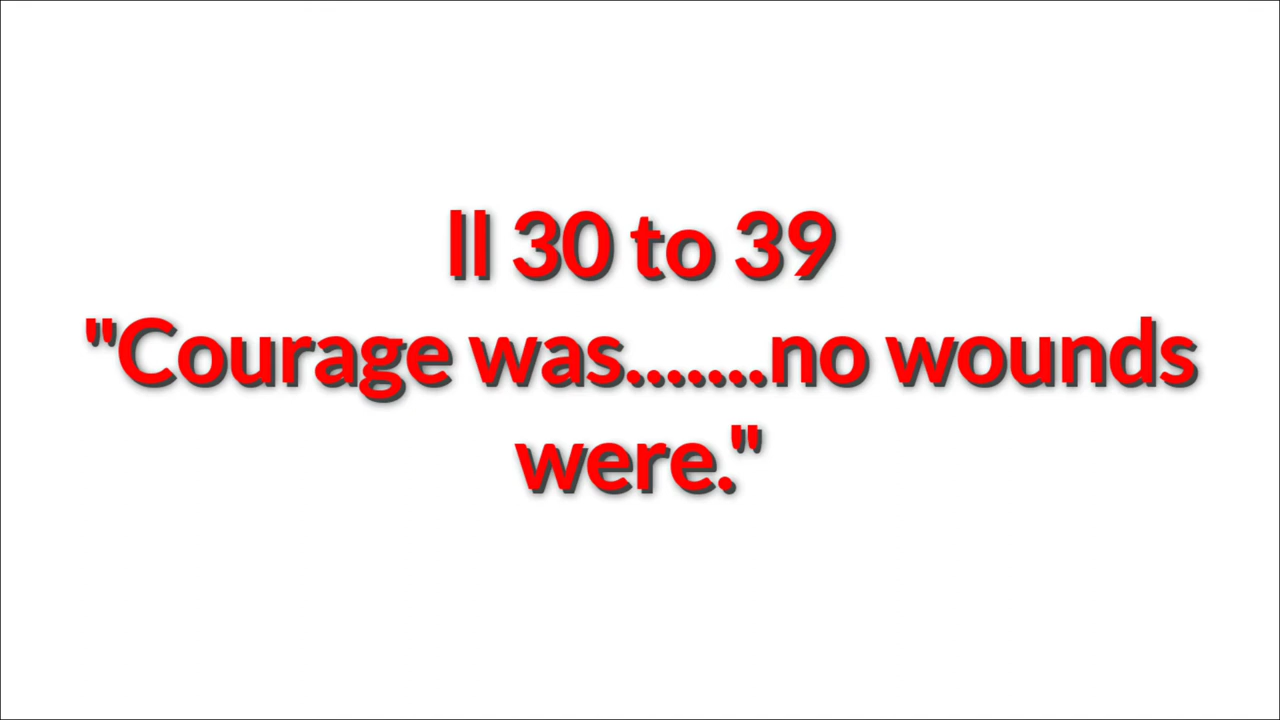 ll 30 to 39
"Courage was.......no wounds
were."